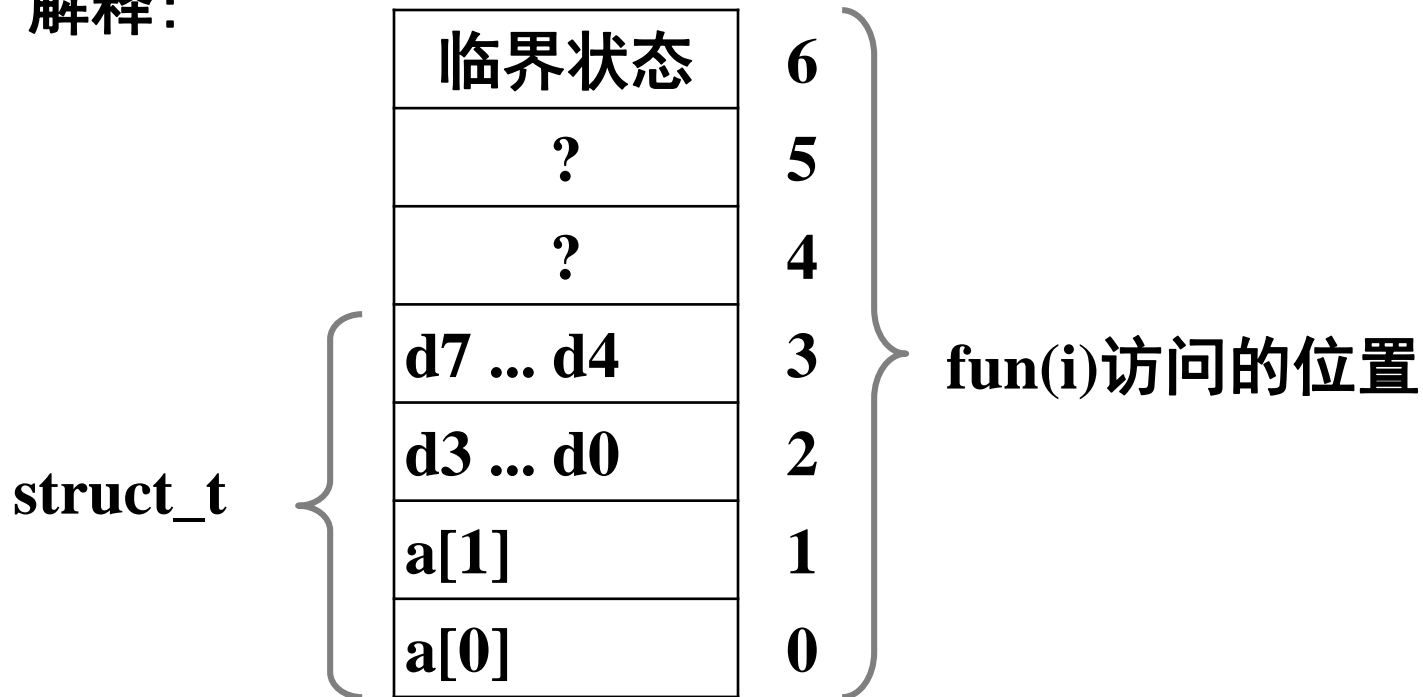 解释:
临界状态 6
? 5
? 4
d7 ... d4 3
fun(i)访问的位置
d3 ... d0 2
struct_t
a[1] 1
a[0] 0